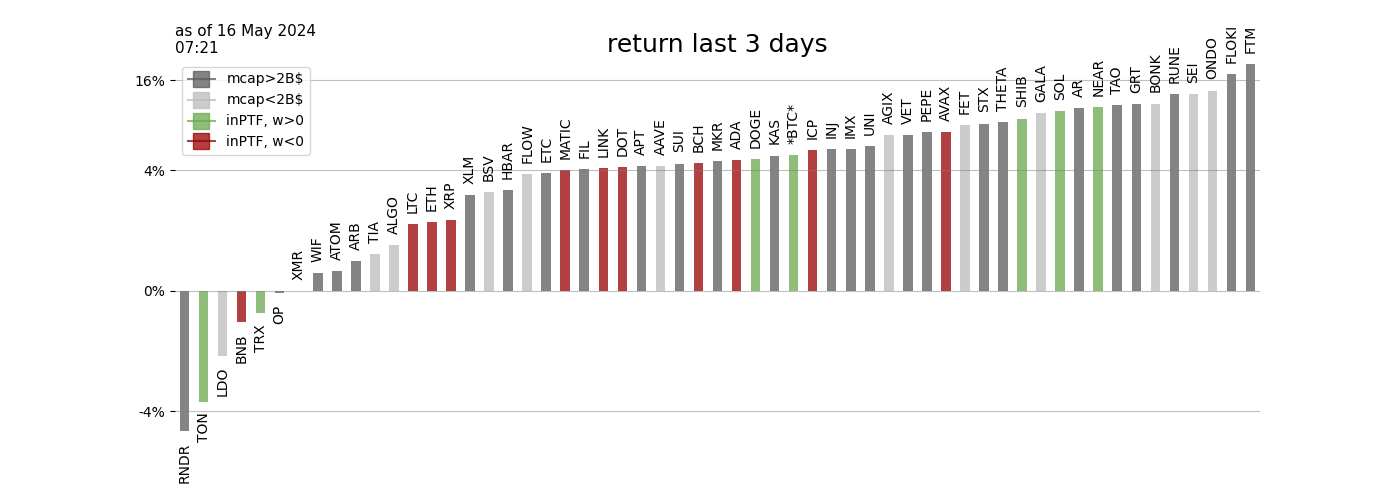 as of 16 May 2024
07:21
return last 3 days
mcap>2B$
mcap<2B$
inPTF, w>0
inPTF, w<0
16%
4%
0%
-4%
RNDR
TON
LDO
BNB
TRX
OP
XMR
WIF
ATOM
ARB
TIA
ALGO
LTC
ETH
XRP
XLM
BSV
HBAR
FLOW
ETC
MATIC
FIL
LINK
DOT
APT
AAVE
SUI
BCH
MKR
ADA
DOGE
KAS
*BTC*
ICP
INJ
IMX
UNI
AGIX
VET
PEPE
AVAX
FET
STX
THETA
SHIB
GALA
SOL
AR
NEAR
TAO
GRT
BONK
RUNE
SEI
ONDO
FLOKI
FTM